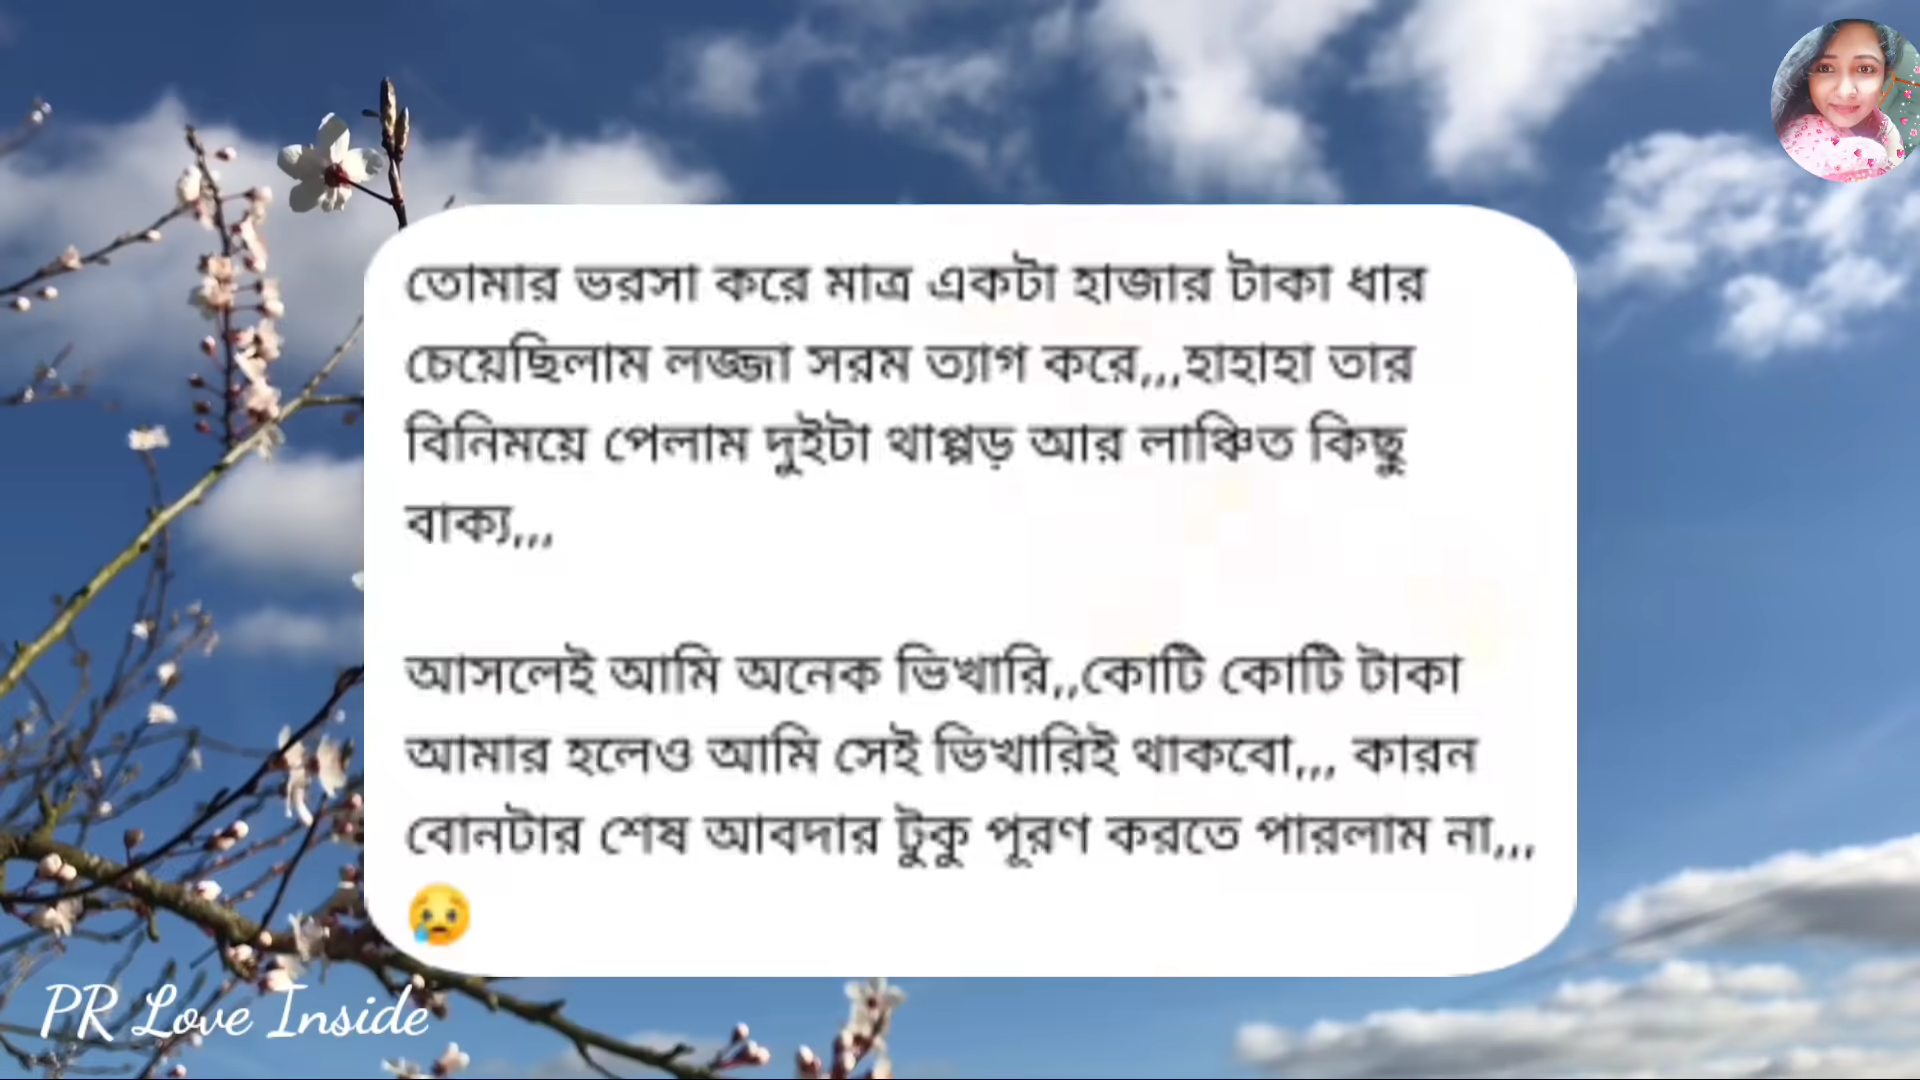 তোমার ভরসা করে মাত্র একটা হাজার টাকা ধার
চেয়েছিলাম লজ্জা সরম ত্যাগ করে,,,হাহাহা তার
বিনিময়ে পেলাম দুইটা থাপ্পড় আর লাঞ্চিত কিছু
বাক্য,,,
আসলেই আমি অনেক ভিখারি,,কোটি কোটি টাকা
আমার হলেও আমি সেই ভিখারিই থাকবো,,, কারন
বোনটার শেষ আবদার টুকু পূরণ করতে পারলাম না,,,
😥
PR Love Inside